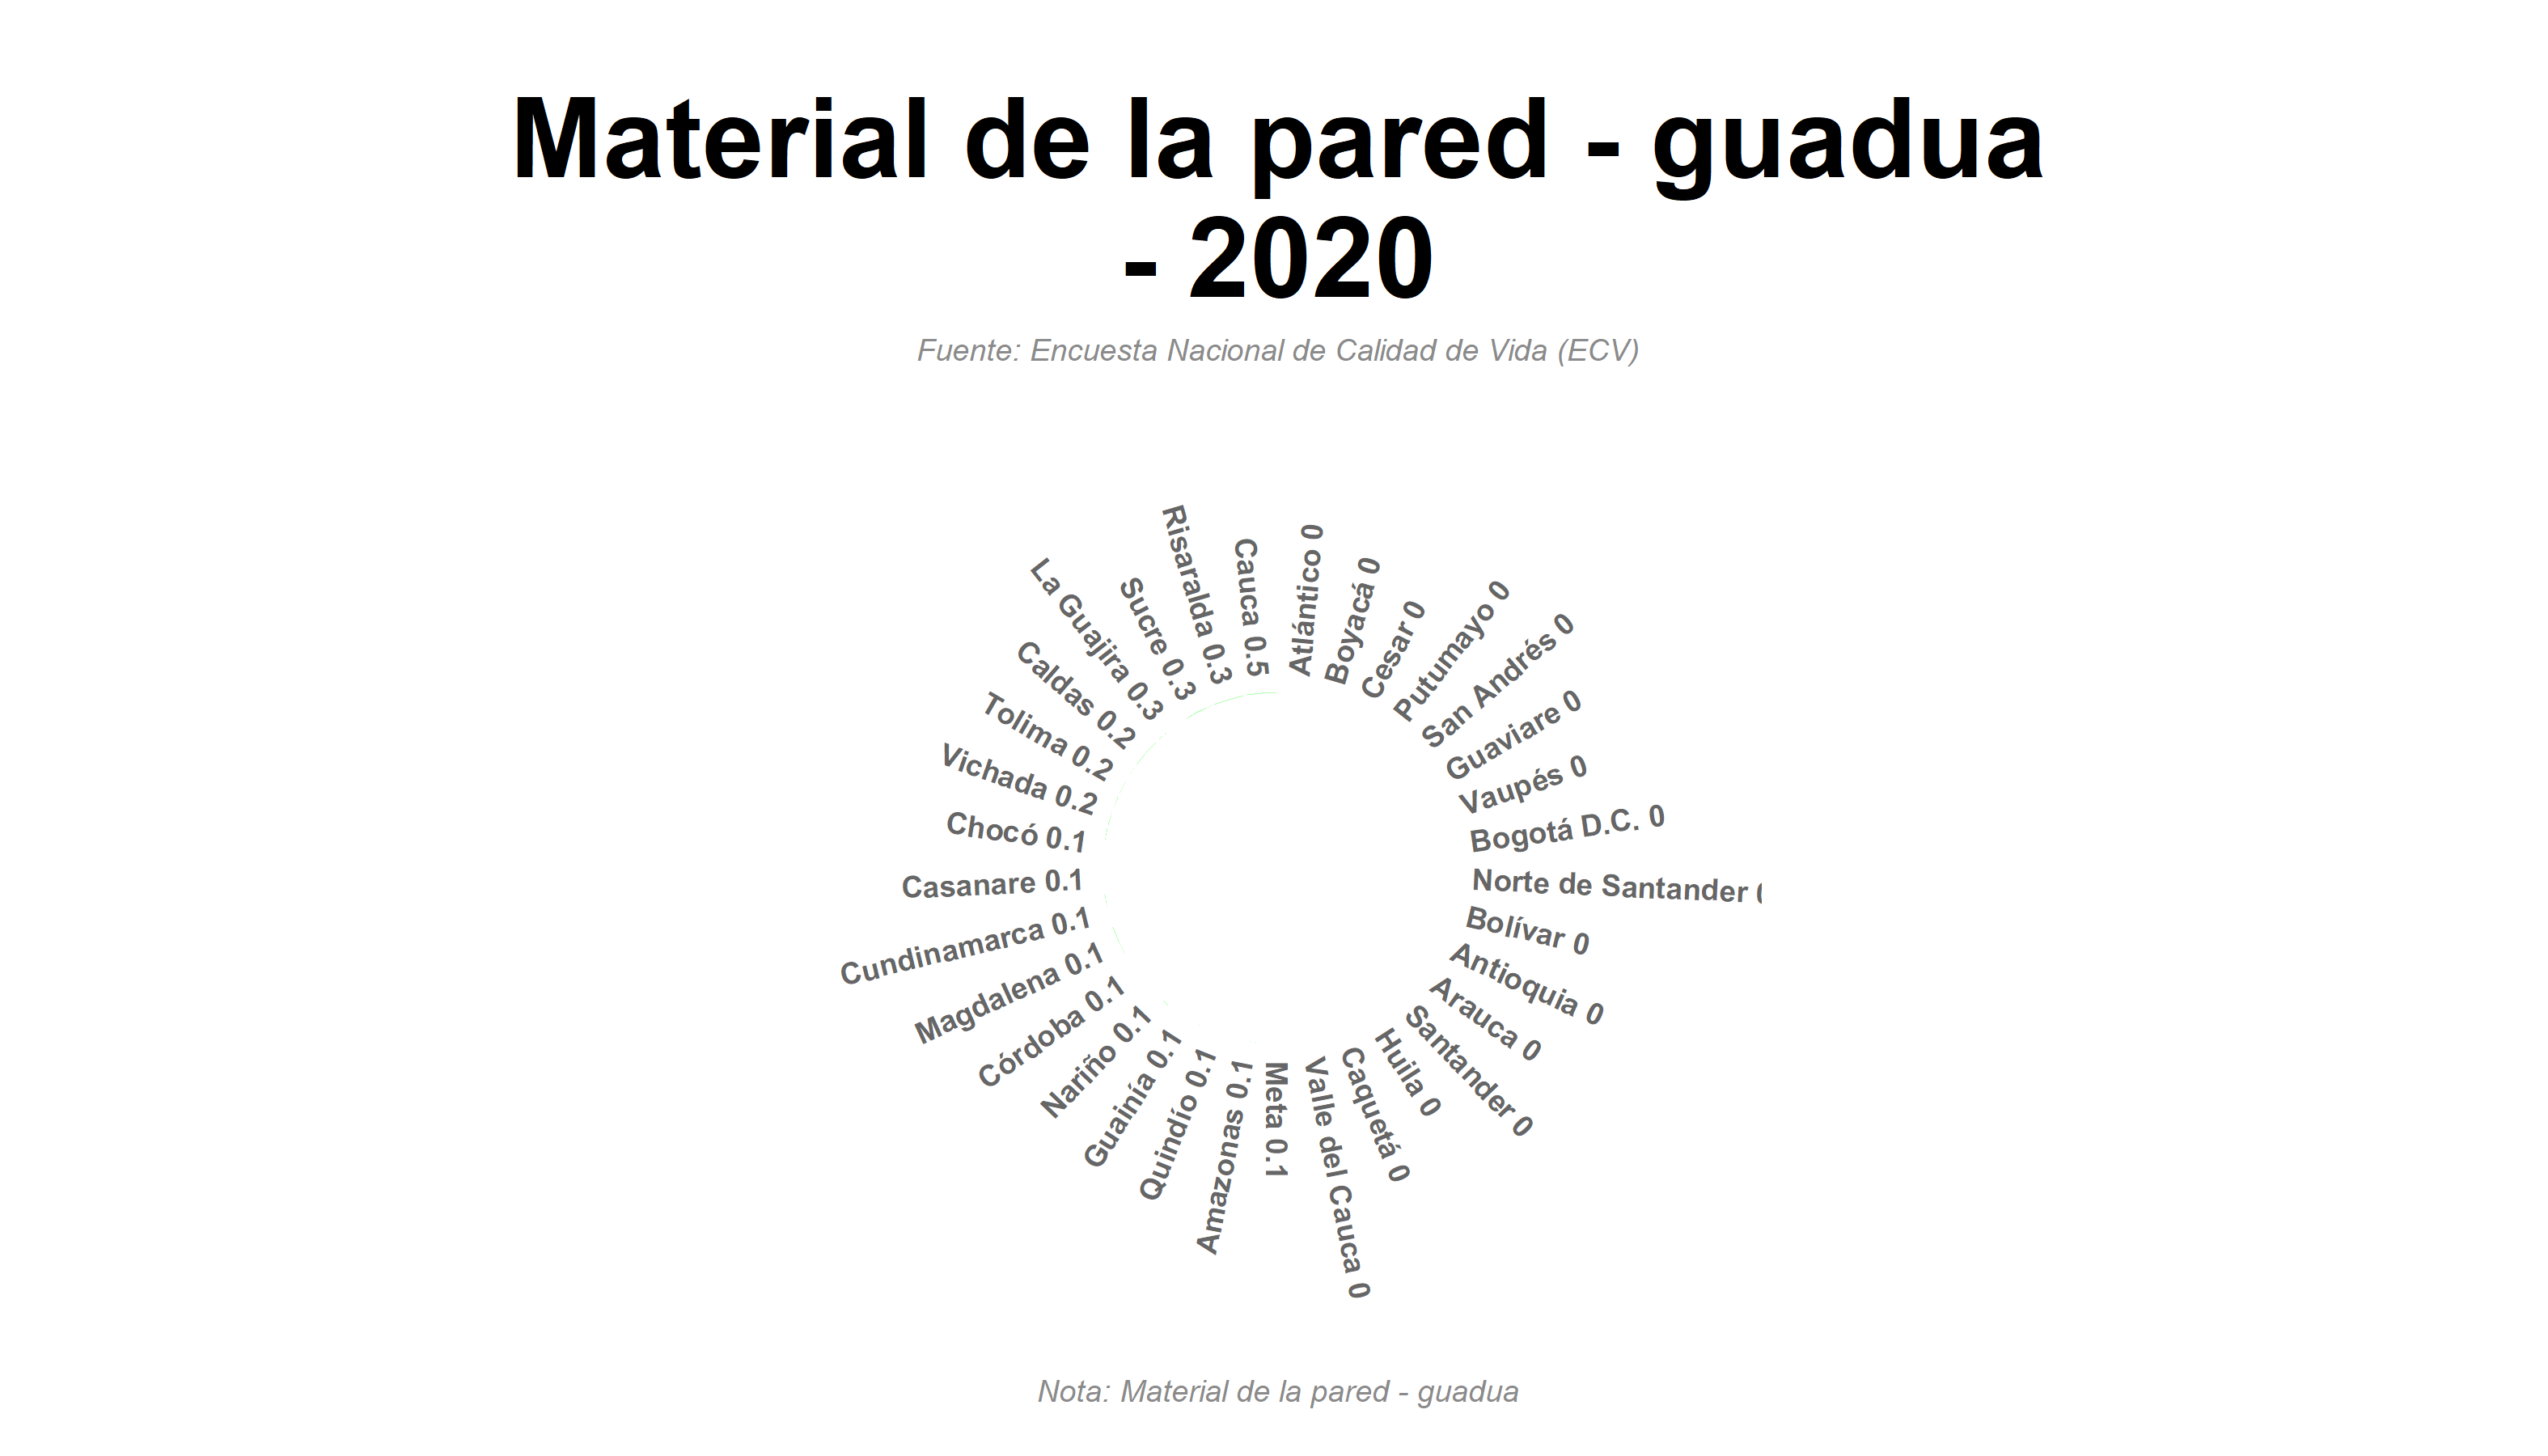 Material de la pared - guadua
- 2020
Fuente: Encuesta Nacional de Calidad de Vida (ECV)
Atlántico 0
Boyacá 0
Cesar 0
Putumayo 0
San Andrés 0
Guaviare 0
Vaupés 0
Bogotá D.C. 0
Norte de Santander
Bolívar 0
Antioquia 0
Arauca 0
Santander 0
Huila 0
Caquetá 0
Valle del Cauca 0
Meta 0.1
Amazonas 0.1
Quindío 0.1
Guainía 0.1
Nariño 0.1
Córdoba 0.1
Magdalena 0.1
Cundinamarca 0.1
Casanare 0.1
Chocó 0.1
Vichada 0.2
Tolima 0.2
Caldas 0.2
La Guajira 0.3
Sucre 0.3
Risaralda 0.3
Cauca 0.5
Nota: Material de la pared - guadua